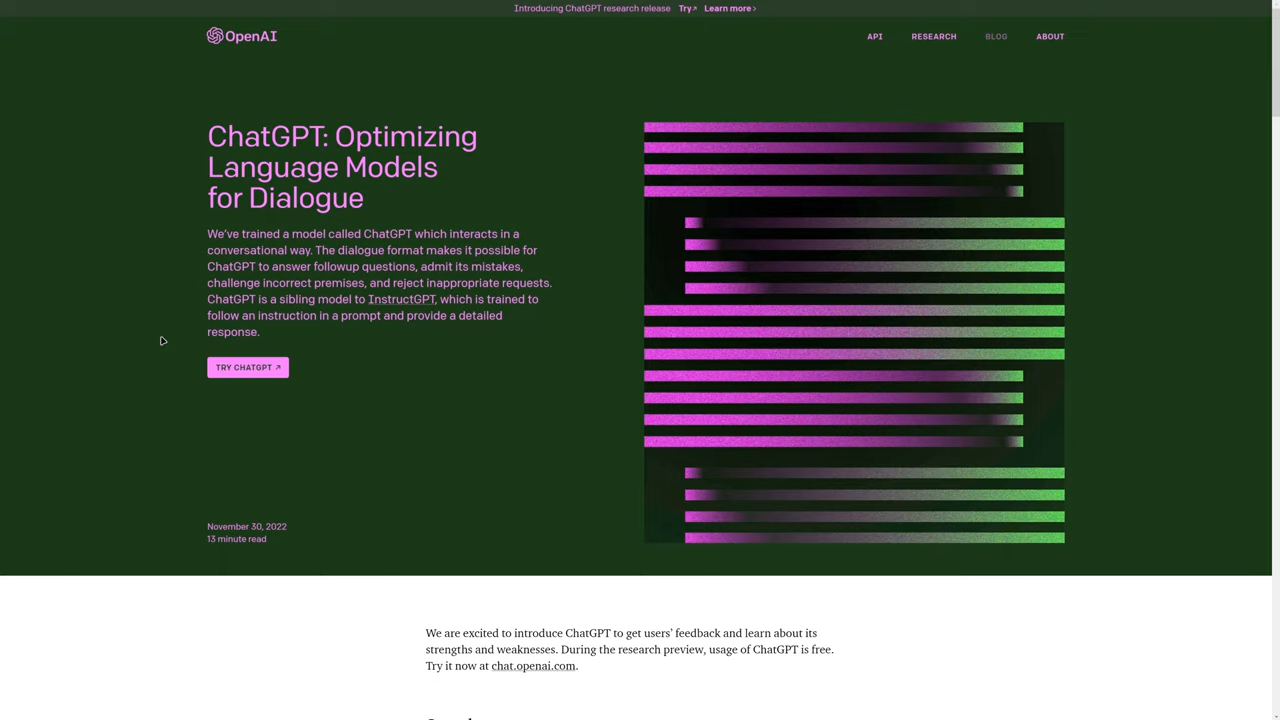 Introducing ChatGPT research release Try↗ Learn more ›
OpenAI
API RESEARCH BLOG ABOUT
ChatGPT: Optimizing
Language Models
for Dialogue
We’ve trained a model called ChatGPT which interacts in a
conversational way. The dialogue format makes it possible for
ChatGPT to answer followup questions, admit its mistakes,
challenge incorrect premises, and reject inappropriate requests.
ChatGPT is a sibling model to InstructGPT, which is trained to
follow an instruction in a prompt and provide a detailed
response.
TRY CHATGPT ↗
November 30, 2022
13 minute read
We are excited to introduce ChatGPT to get users’ feedback and learn about its
strengths and weaknesses. During the research preview, usage of ChatGPT is free.
Try it now at chat.openai.com.